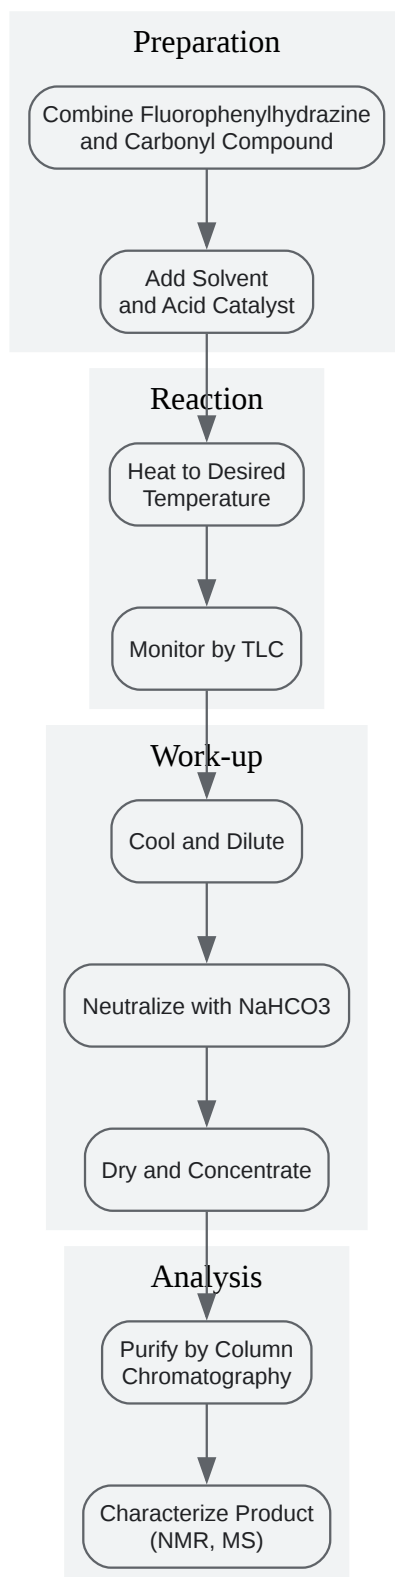 Preparation
Combine Fluorophenylhydrazine
and Carbonyl Compound
Add Solvent
and Acid Catalyst
Reaction
Heat to Desired
Temperature
Monitor by TLC
Work-up
Cool and Dilute
Neutralize with NaHCO3
Dry and Concentrate
Analysis
Purify by Column
Chromatography
Characterize Product
(NMR, MS)